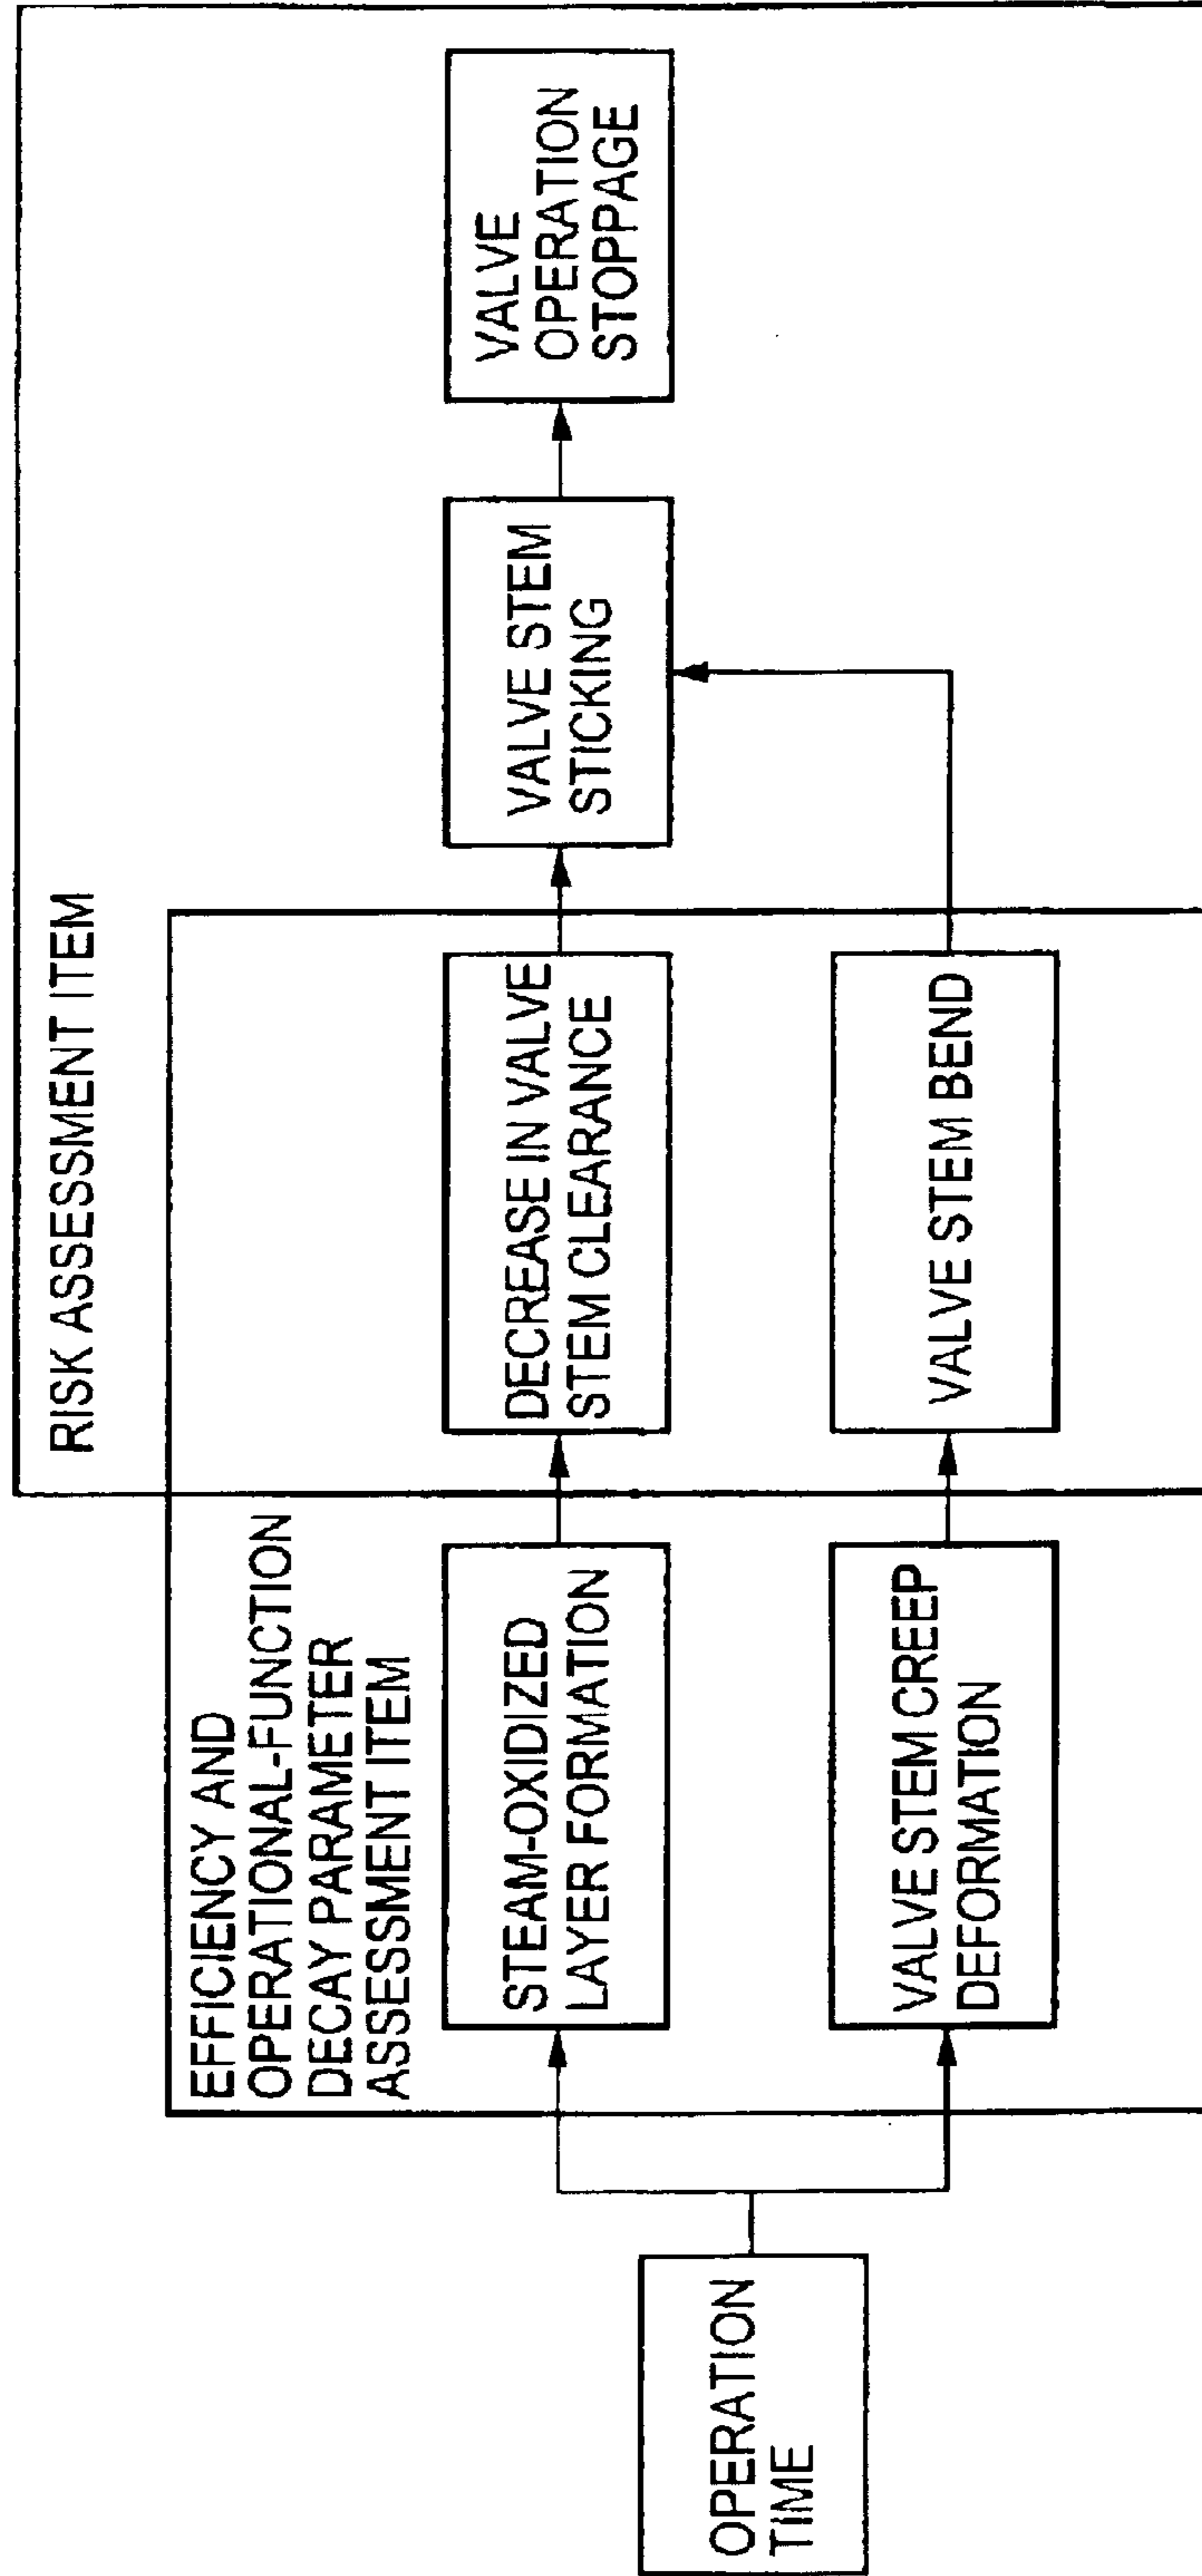 RISK ASSESSMENT ITEM
EFFICIENCY AND
OPERATIONAL-FUNCTION
DECAY PARAMETER
ASSESSMENT ITEM
OPERATION
TIME
STEAM-OXIDIZED
LAYER FORMATION
DECREASE IN VALVE
STEM CLEARANCE
VALVE STEM
STICKING
VALVE
OPERATION
STOPPAGE
VALVE STEM CREEP
DEFORMATION
VALVE STEM BEND